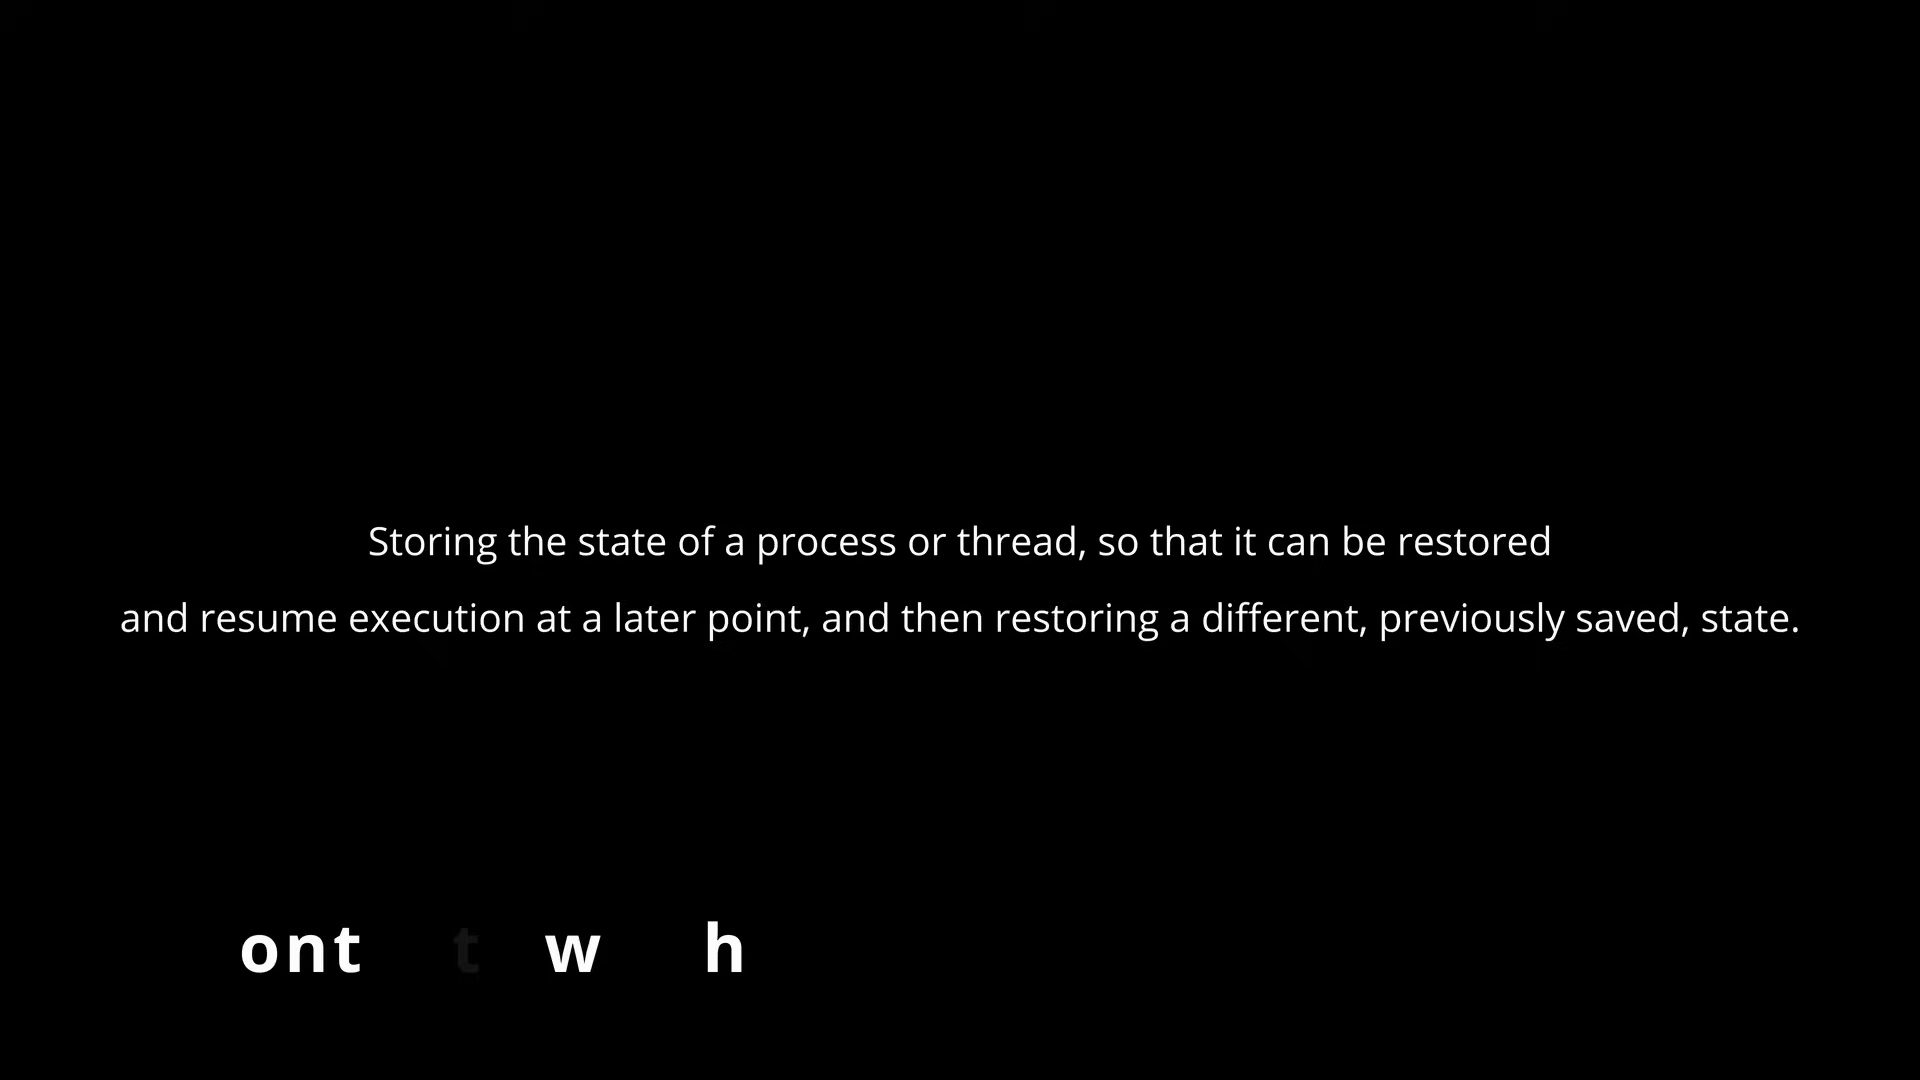 Storing the state of a process or thread, so that it can be restored
and resume execution at a later point, and then restoring a different, previously saved, state.
ont t w h